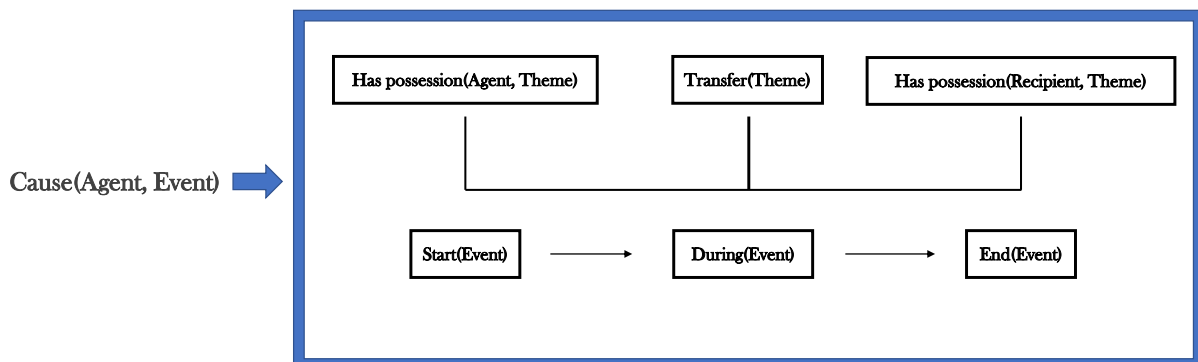 Has possession(Agent, Theme)
Transfer(Theme)
Has possession(Recipient, Theme)
Cause(Agent, Event)
Start(Event)
During(Event)
End(Event)